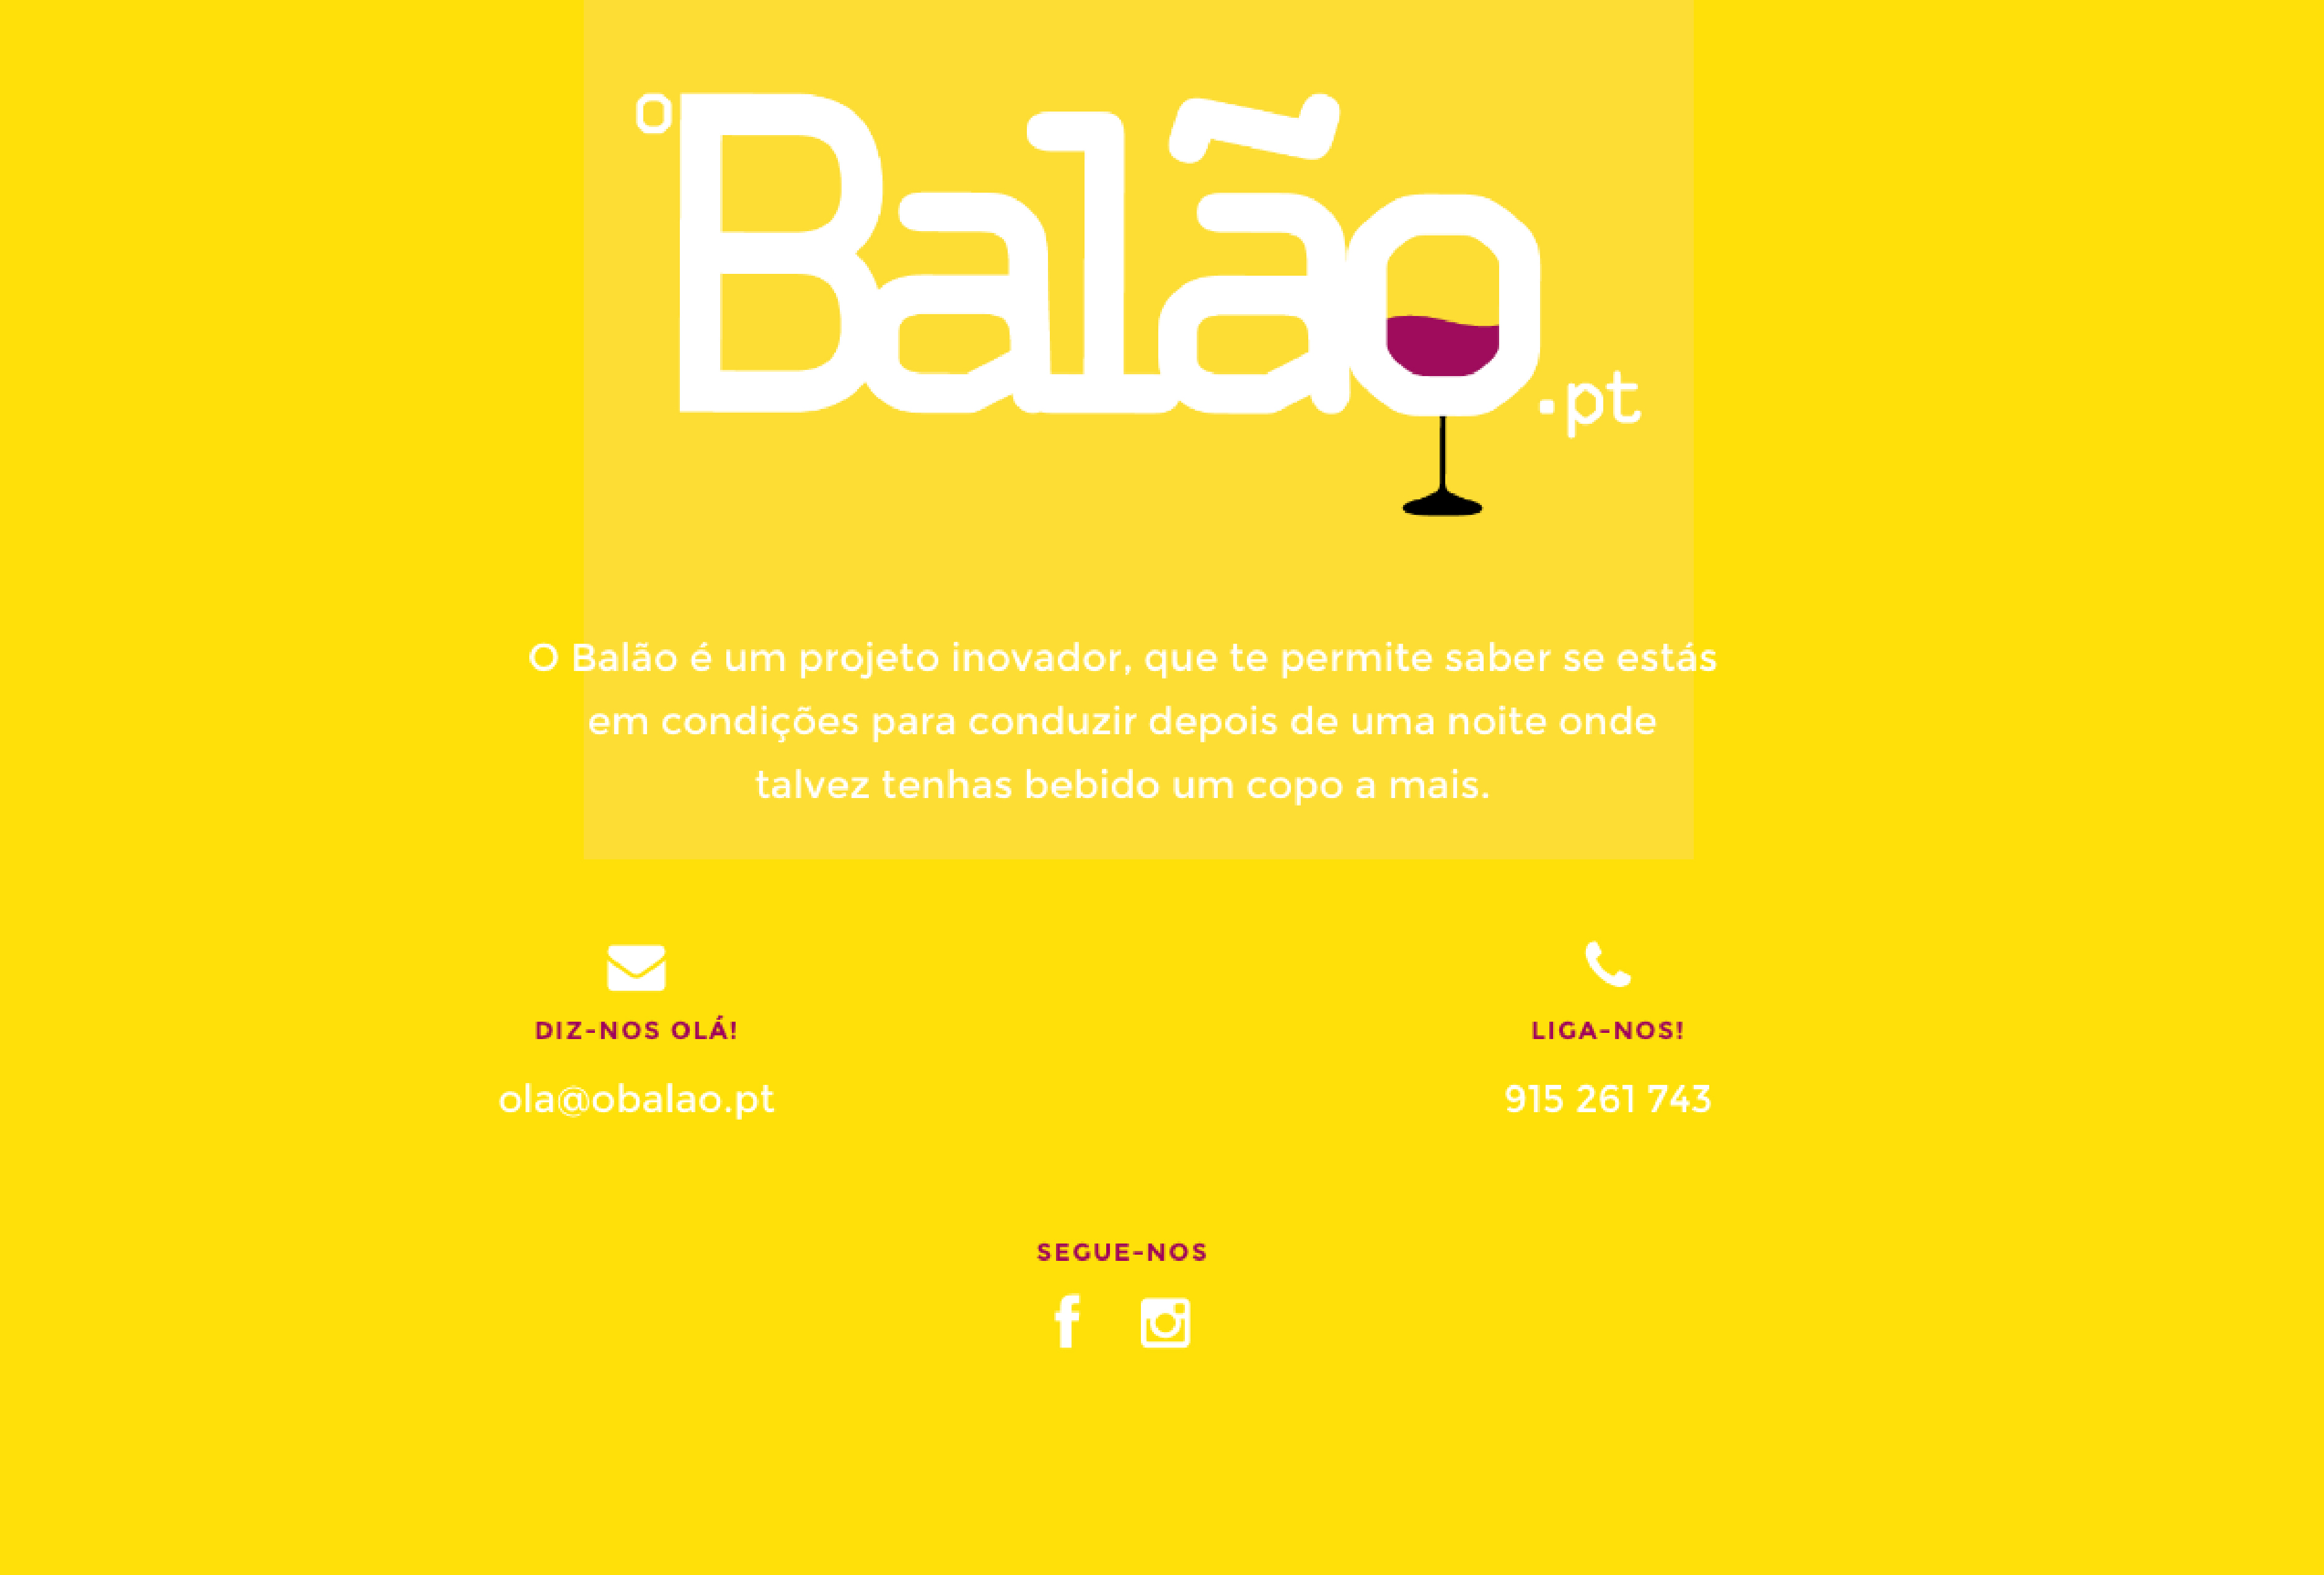 O Balão.pt
O Balão é um projeto inovador, que te permite saber se estás
em condições para conduzir depois de uma noite onde
talvez tenhas bebido um copo a mais.
DIZ-NOS OLÁ!
ola@obalao.pt
LIGA-NOS!
915 261 743
SEGUE-NOS